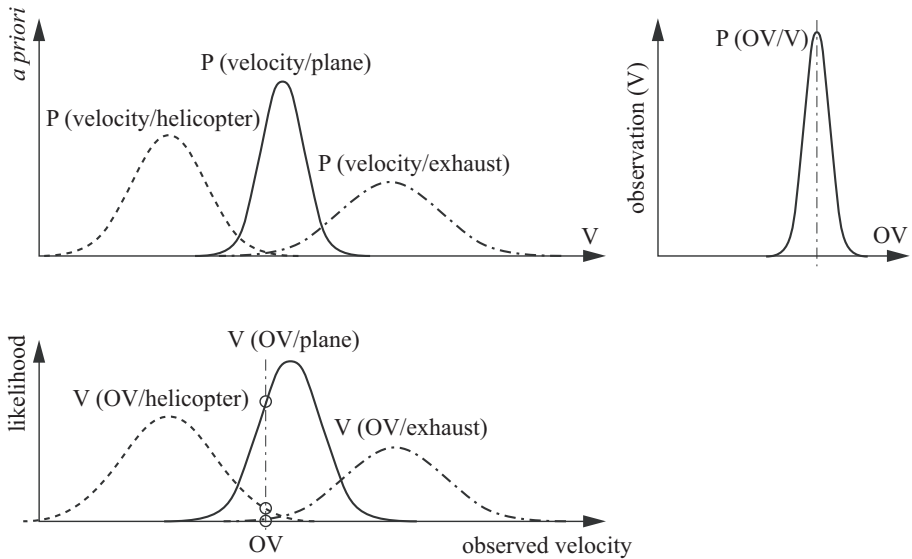 a priori
P (velocity/plane)
P (velocity/helicopter)
P (velocity/exhaust)
V
observation (V)
P (OV/V)
OV
likelihood
V (OV/plane)
V (OV/helicopter)
V (OV/exhaust)
OV
observed velocity